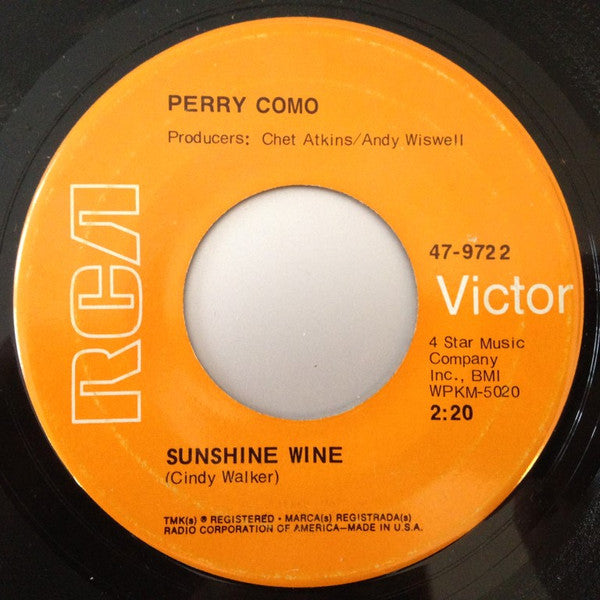 PERRY COMO
Producers: Chet Atkins/Andy Wiswell
RCA
47-9722
Victor
4 Star Music
Company
Inc., BMI
WPKM-5020
2:20
SUNSHINE WINE
(Cindy Walker)
TMK(s) ® REGISTERED • MARCA(s) REGISTRADA(s)
RADIO CORPORATION OF AMERICA—MADE IN U.S.A.